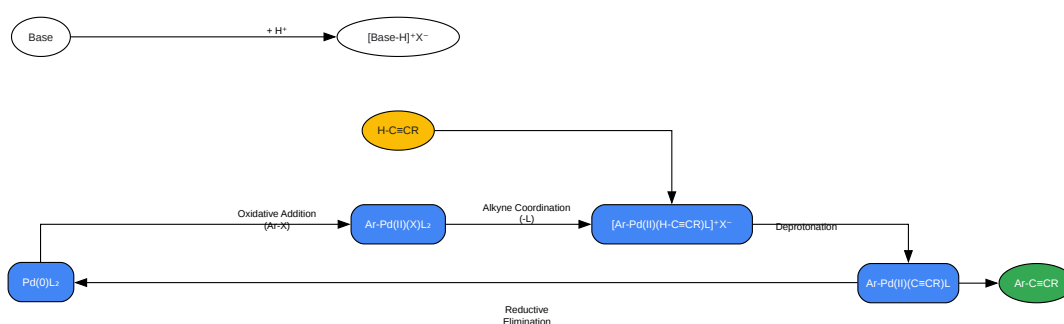 Base
+ H⁺
[Base-H]⁺X⁻
H-C≡CR
Oxidative Addition
(Ar-X)
Ar-Pd(II)(X)L₂
Alkyne Coordination
(-L)
[Ar-Pd(II)(H-C≡CR)L]⁺X⁻
Deprotonation
Pd(0)L₂
Ar-Pd(II)(C≡CR)L
Ar-C≡CR
Reductive
Elimination